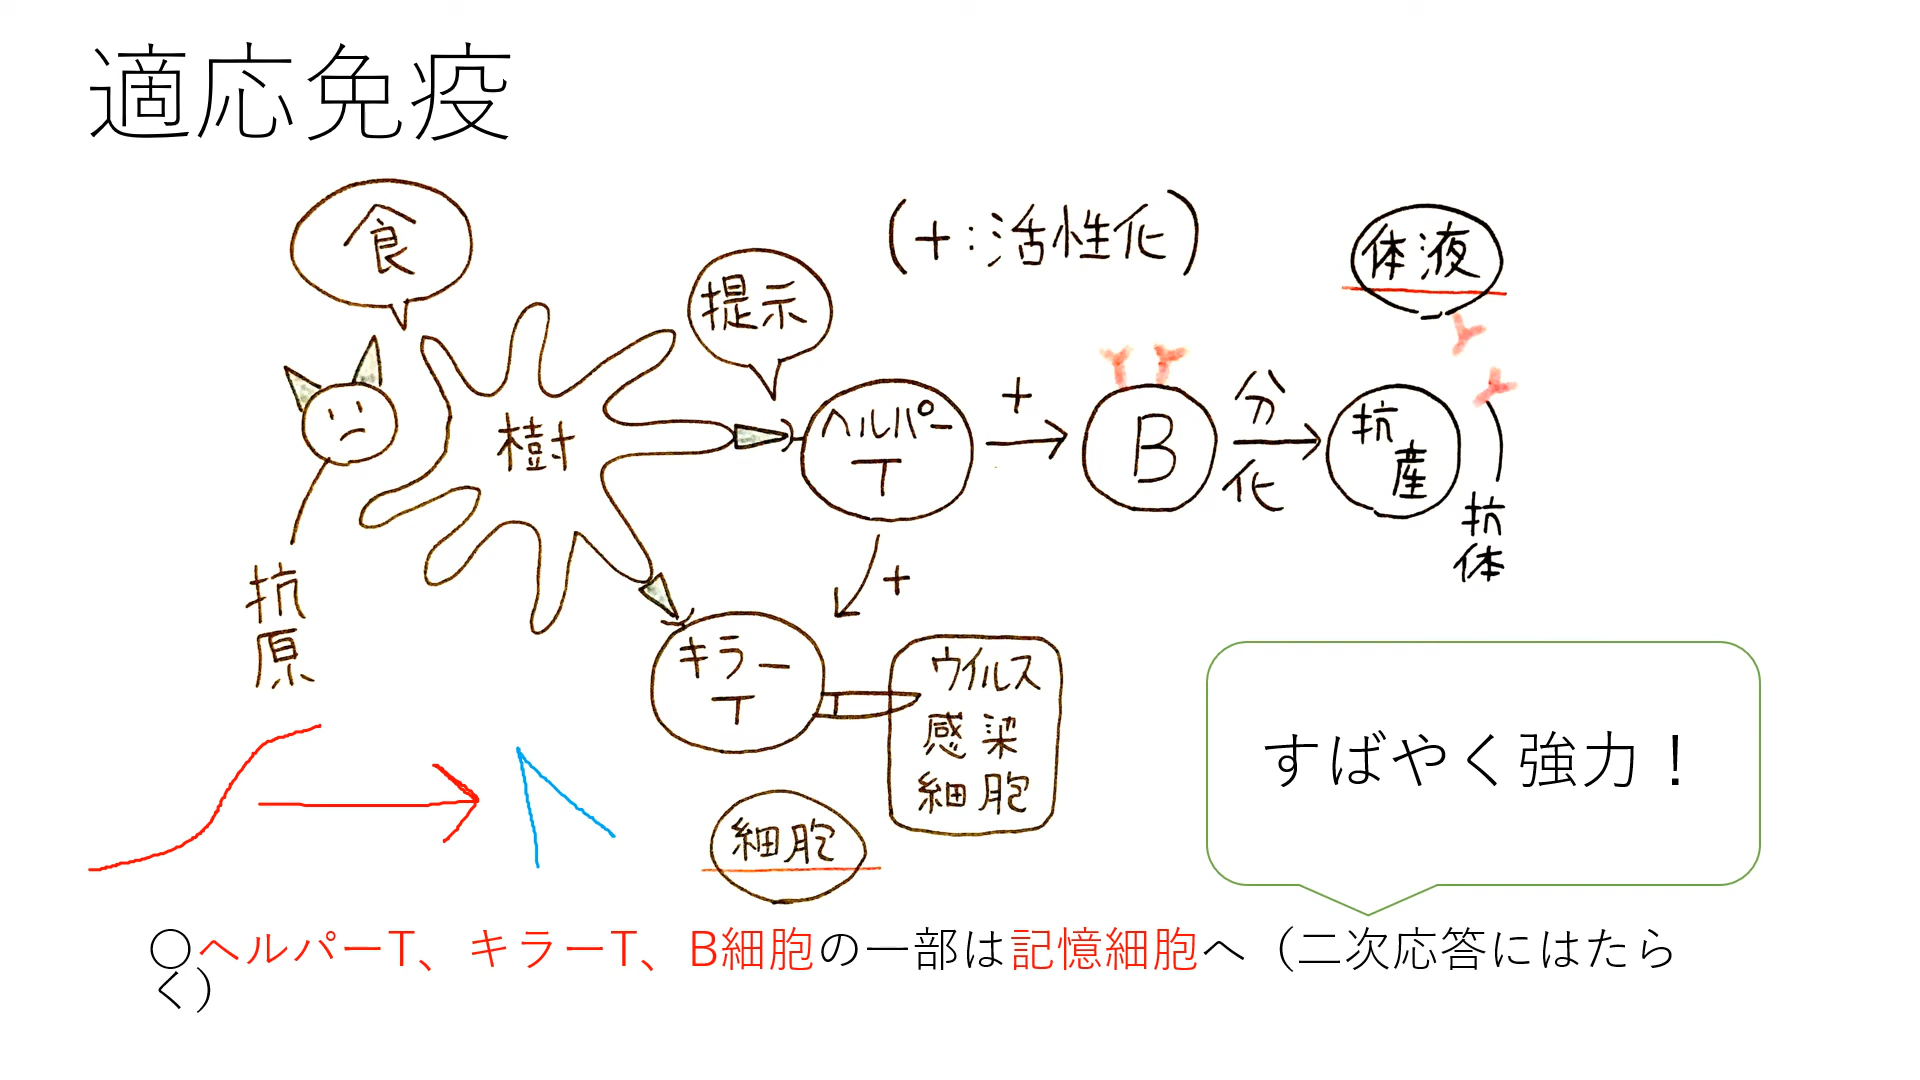 適応免疫
食
樹
抗原
提示
(+:活性化)
ヘルパー
T
+
B
分化
抗産
体液
抗体
+
キラー
T
ウイルス
感染
細胞
細胞
すばやく強力！
〇ヘルパーT、キラーT、B細胞の一部は記憶細胞へ（二次応答にはたら
く）